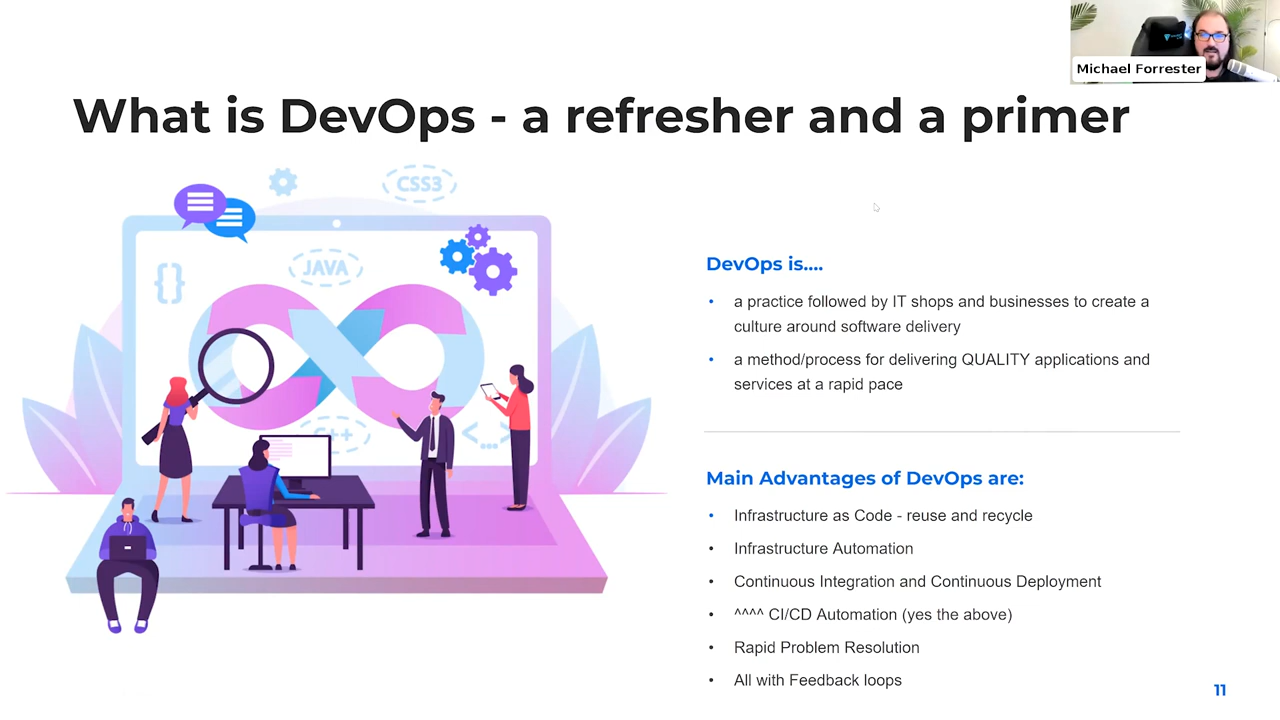 Michael Forrester
What is DevOps - a refresher and a primer
CSS3
JAVA
{}
C++
<...>
DevOps is....
• a practice followed by IT shops and businesses to create a
culture around software delivery
• a method/process for delivering QUALITY applications and
services at a rapid pace
Main Advantages of DevOps are:
• Infrastructure as Code - reuse and recycle
• Infrastructure Automation
• Continuous Integration and Continuous Deployment
• ^^^^ CI/CD Automation (yes the above)
• Rapid Problem Resolution
• All with Feedback loops
11